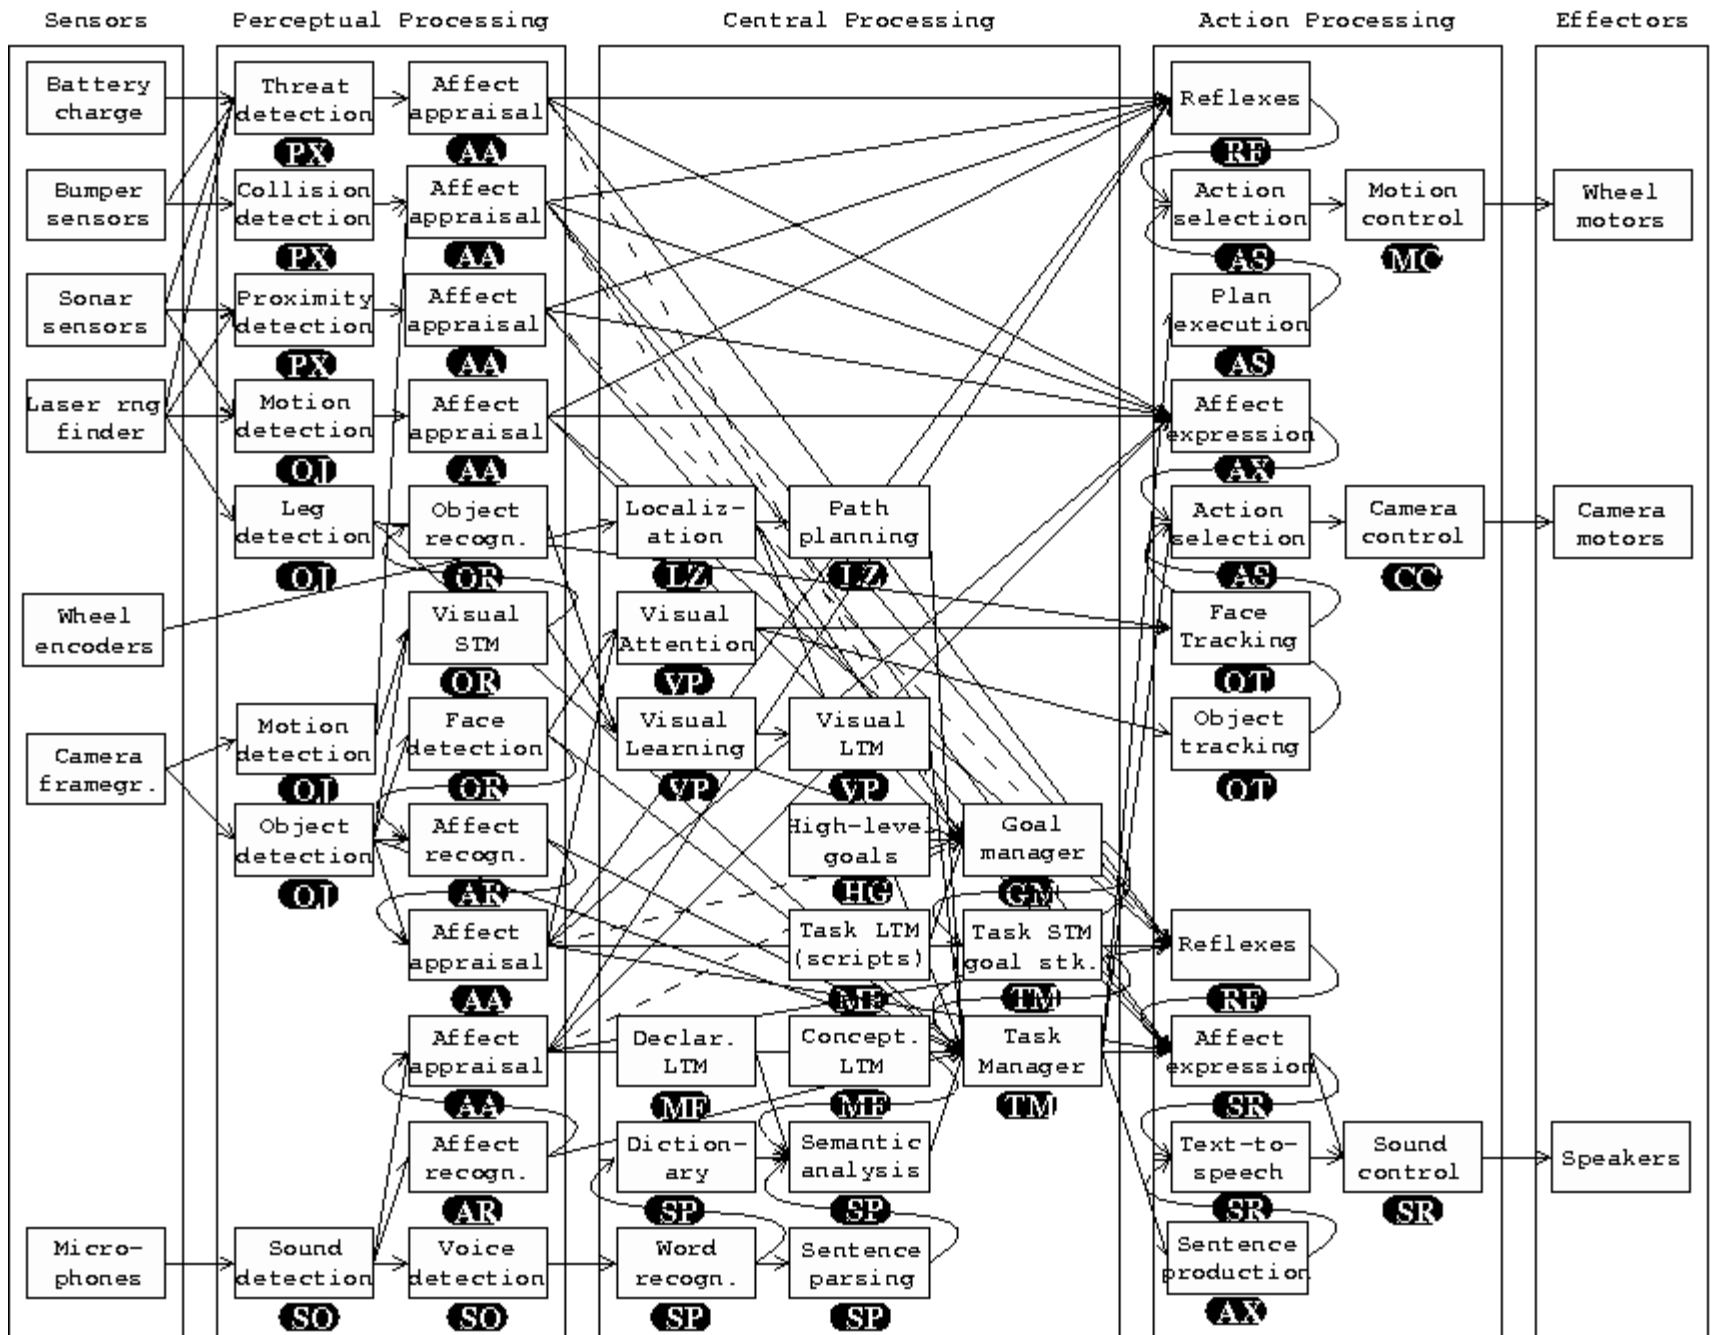 Sensors
Perceptual Processing
Central Processing
Action Processing
Effectors
Battery
charge
Threat
detection
PX
Affect
appraisal
AA
Reflexes
RF
Bumper
sensors
Collision
detection
PX
Affect
appraisal
AA
Action
selection
AS
Motion
control
MC
Wheel
motors
Sonar
sensors
Proximity
detection
PX
Affect
appraisal
AA
Plan
execution
AS
Laser rng
finder
Motion
detection
OJ
Affect
appraisal
AA
Affect
expression
AX
Leg
detection
OJ
Object
recogn.
OR
Localiz-
ation
LZ
Path
planning
LZ
Action
selection
AS
Camera
control
CC
Camera
motors
Wheel
encoders
Visual
STM
OR
Visual
Attention
VP
Face
Tracking
OT
Camera
framegr.
Motion
detection
OJ
Face
detection
OR
Visual
Learning
VP
Visual
LTM
VP
Object
tracking
OT
Object
detection
OJ
Affect
recogn.
AR
High-level
goals
HG
Goal
manager
GM
Affect
appraisal
AA
Task LTM
(scripts)
MF
Task STM
goal stk.
TM
Reflexes
RF
Affect
appraisal
AA
Declar.
LTM
MF
Concept.
LTM
MF
Task
Manager
TM
Affect
expression
SR
Affect
recogn.
AR
Diction-
ary
SP
Semantic
analysis
SP
Text-to-
speech
SR
Sound
control
SR
Speakers
Micro-
phones
Sound
detection
SO
Voice
detection
SO
Word
recogn.
SP
Sentence
parsing
SP
Sentence
production
AX